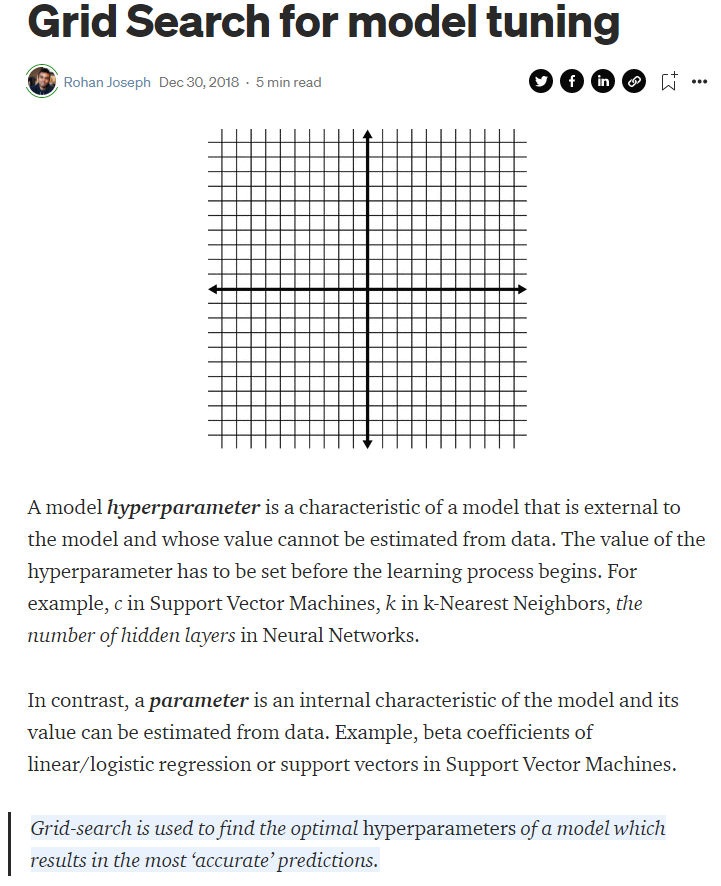 Grid Search for model tuning
Rohan Joseph Dec 30, 2018 · 5 min read
A model hyperparameter is a characteristic of a model that is external to
the model and whose value cannot be estimated from data. The value of the
hyperparameter has to be set before the learning process begins. For
example, c in Support Vector Machines, k in k-Nearest Neighbors, the
number of hidden layers in Neural Networks.
In contrast, a parameter is an internal characteristic of the model and its
value can be estimated from data. Example, beta coefficients of
linear/logistic regression or support vectors in Support Vector Machines.
Grid-search is used to find the optimal hyperparameters of a model which
results in the most ‘accurate’ predictions.